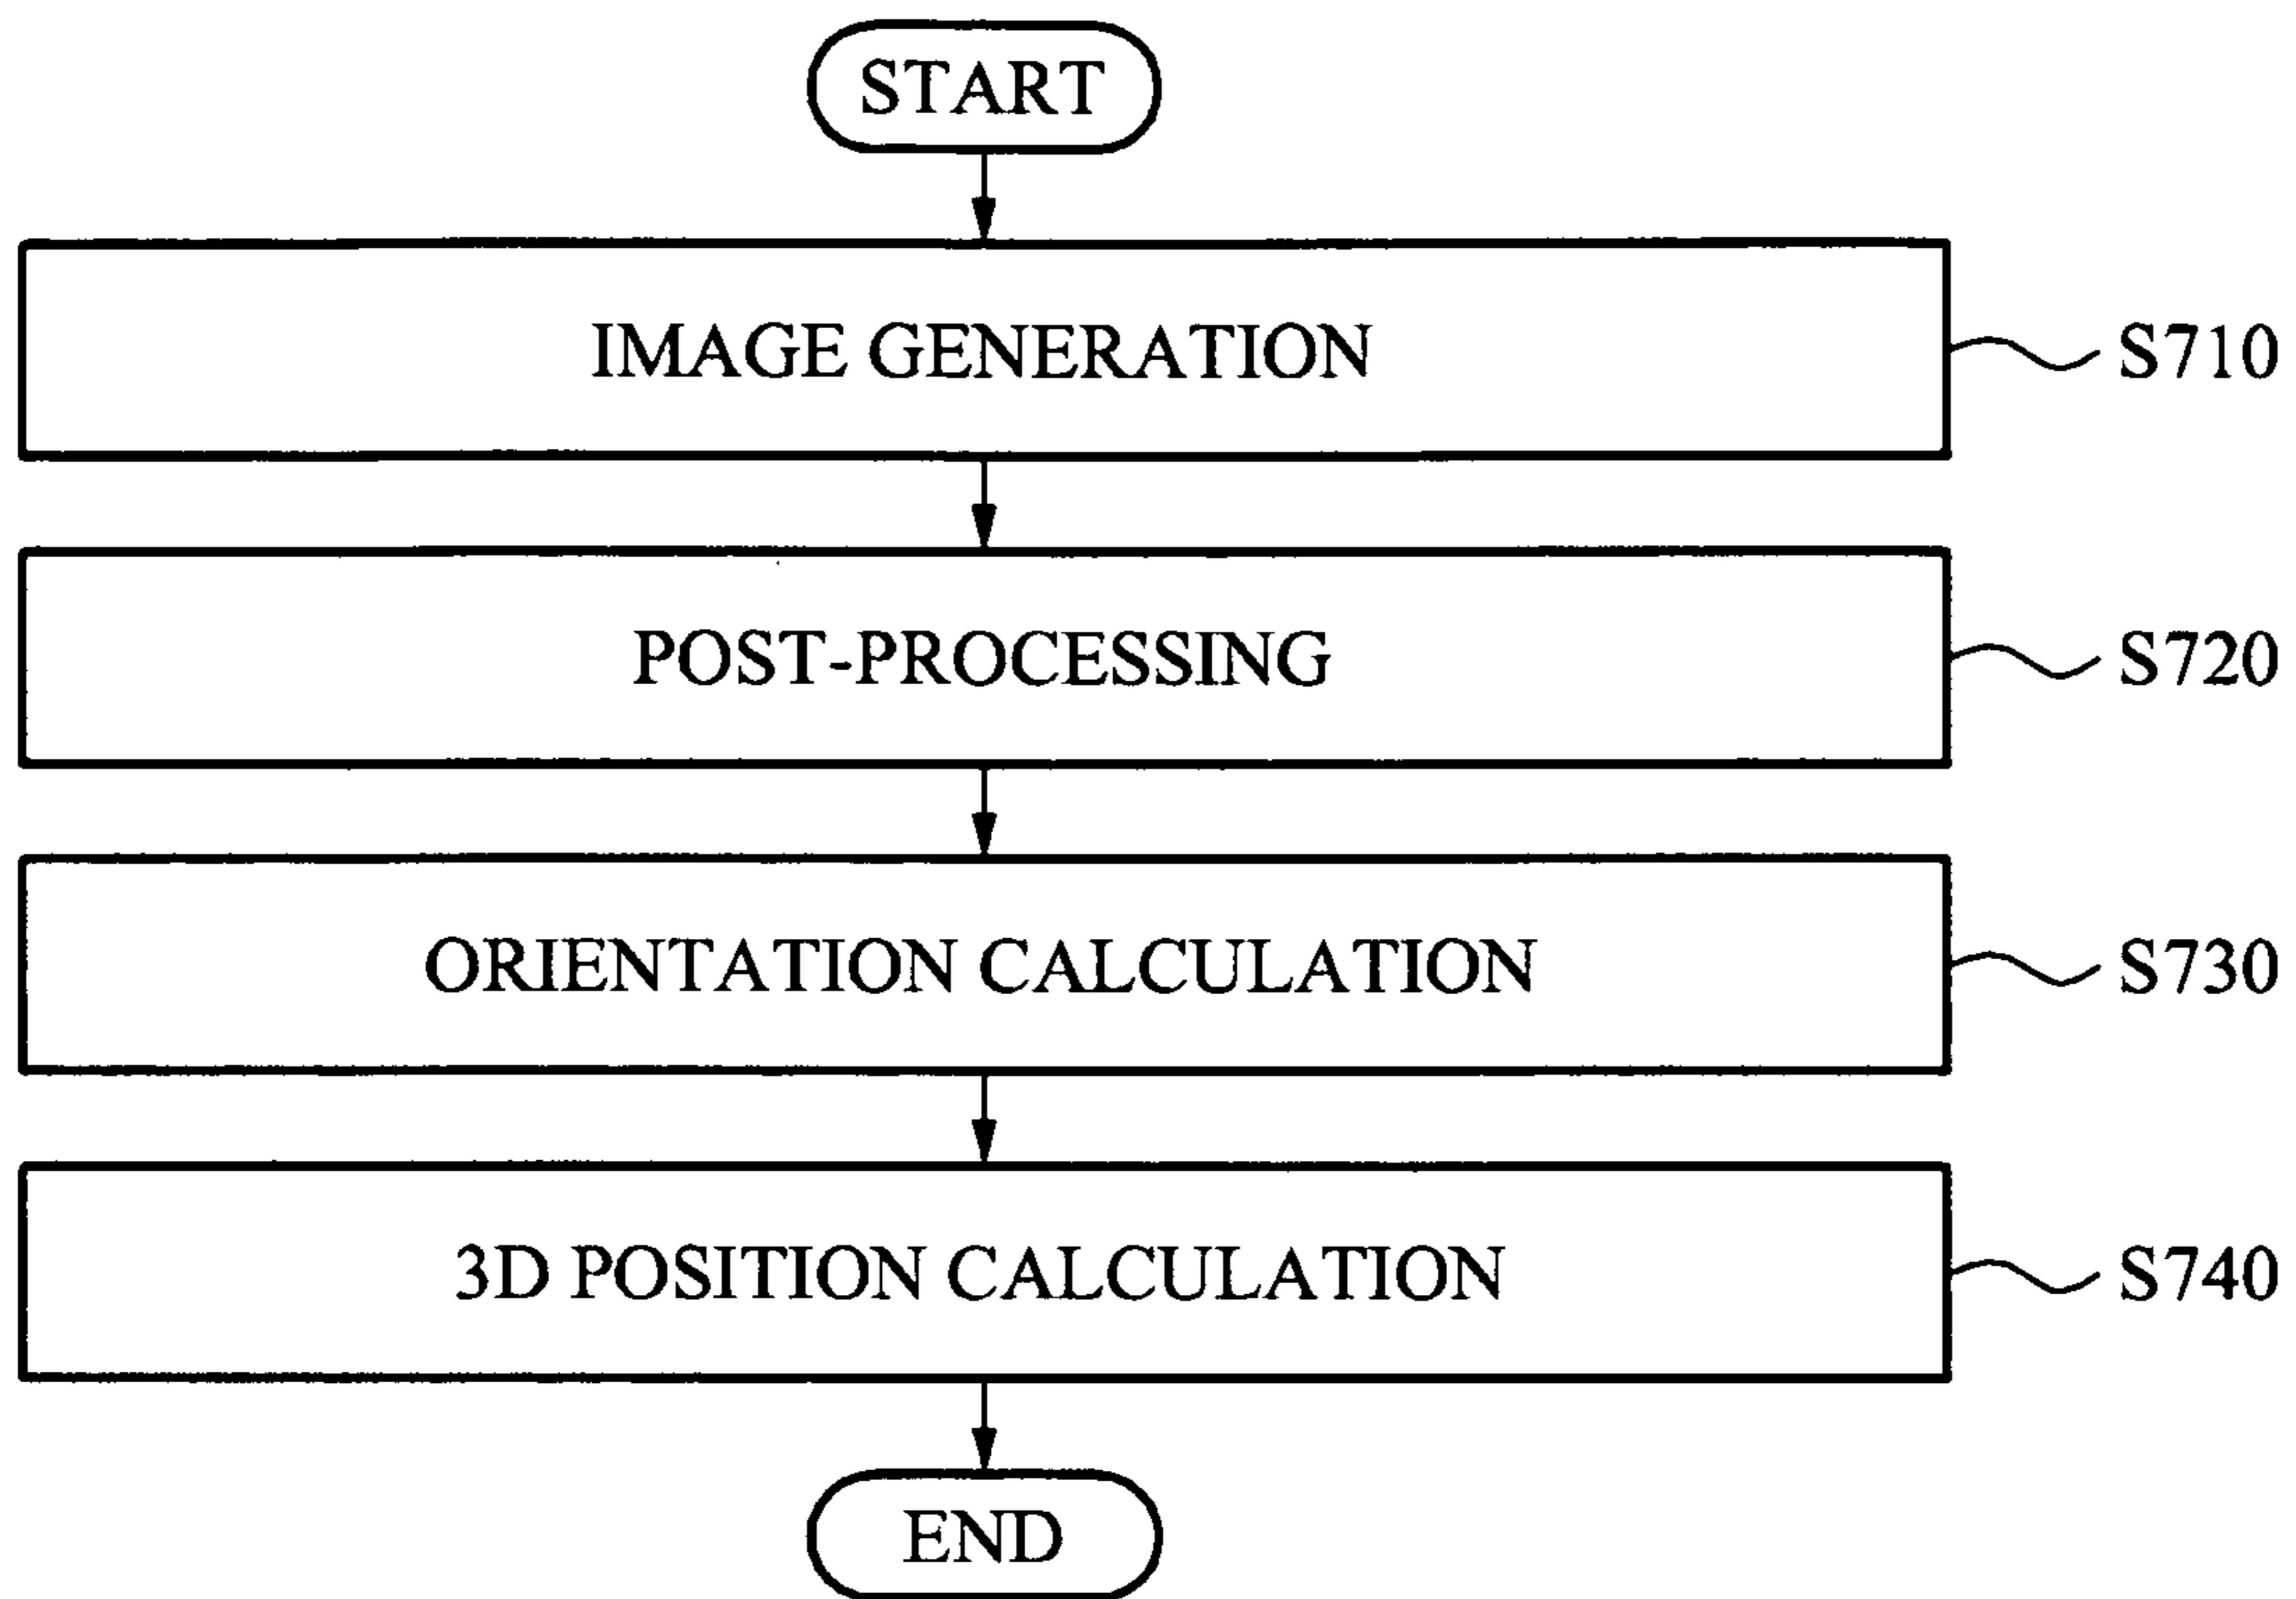 START
IMAGE GENERATION S710
POST-PROCESSING S720
ORIENTATION CALCULATION S730
3D POSITION CALCULATION S740
END